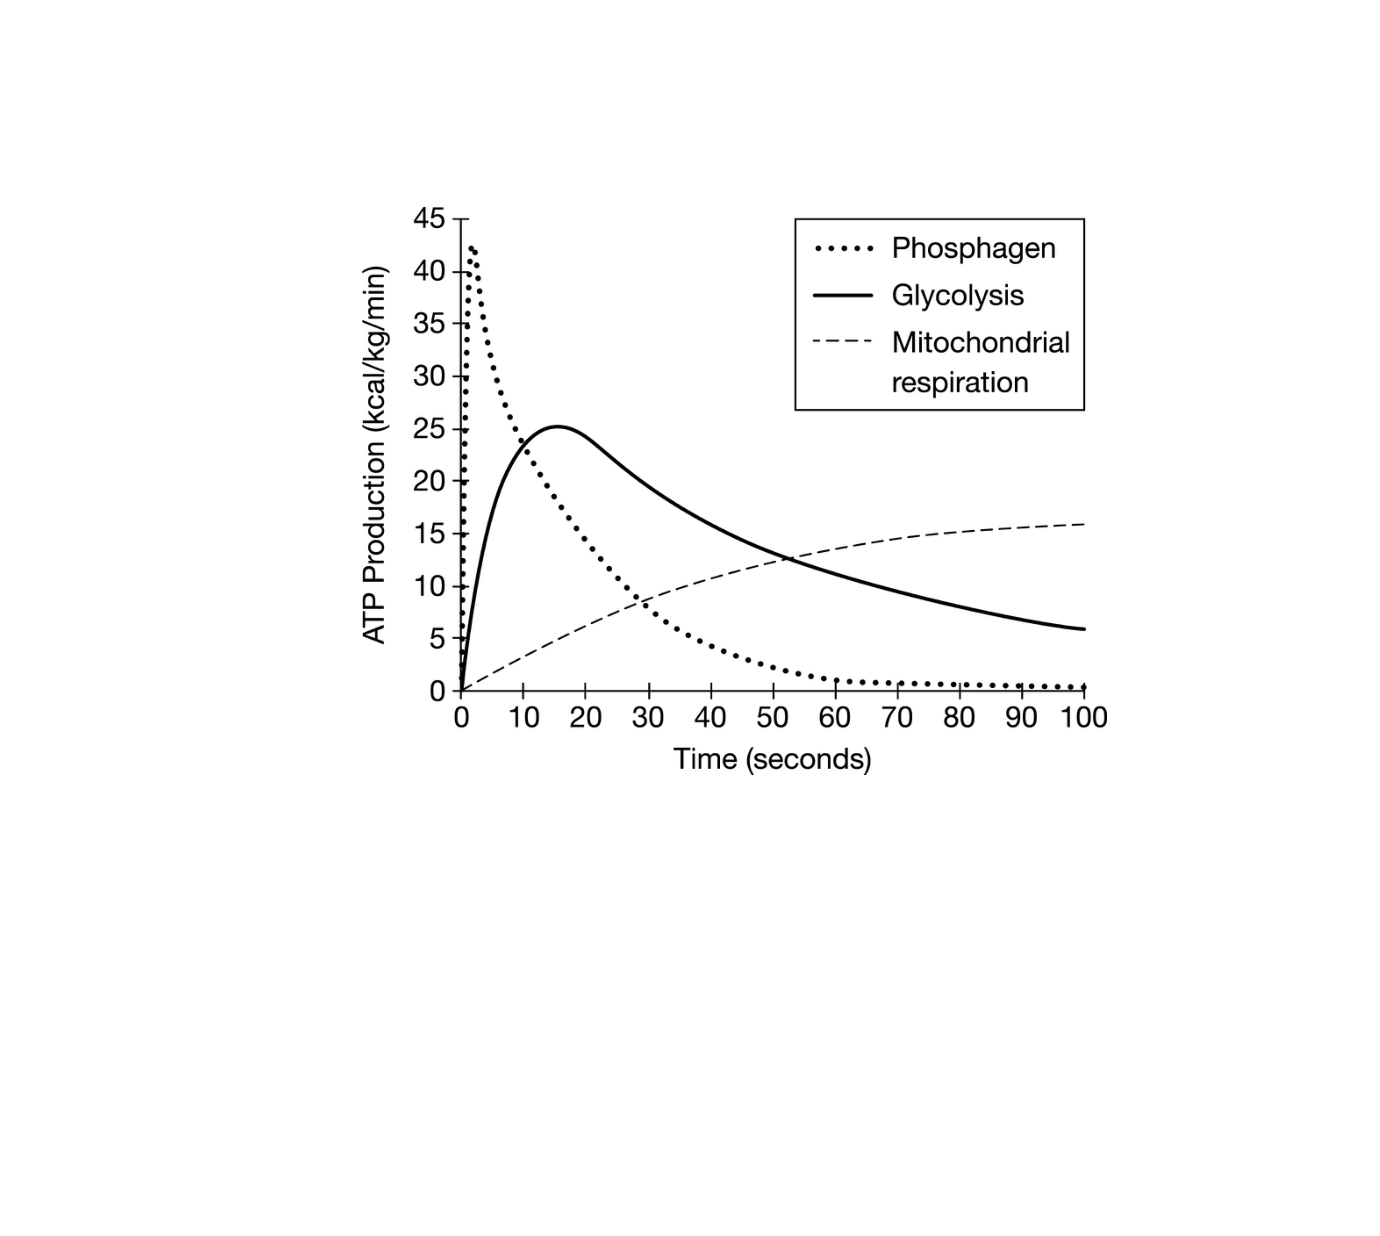 45
40
35
30
25
20
15
10
5
0
ATP Production (kcal/kg/min)
Phosphagen
Glycolysis
Mitochondrial
respiration
0 10 20 30 40 50 60 70 80 90 100
Time (seconds)